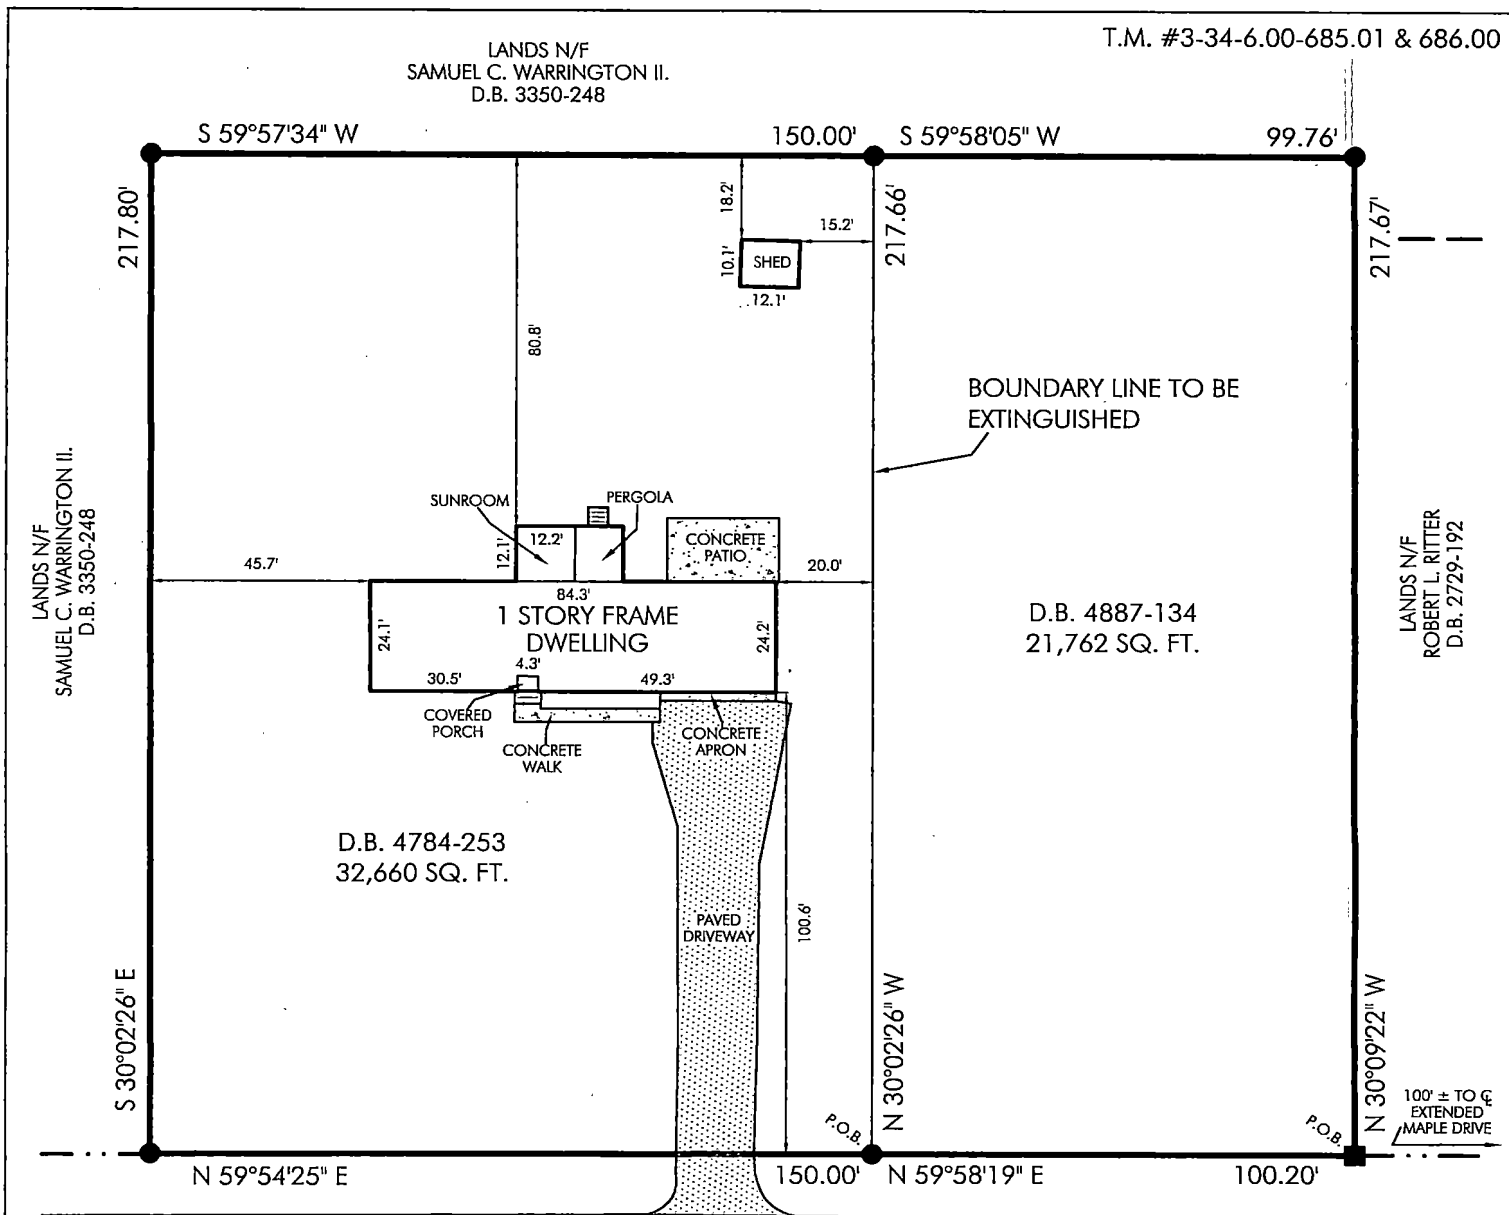 T.M. #3-34-6.00-685.01 & 686.00
LANDS N/F
SAMUEL C. WARRINGTON II.
D.B. 3350-248
S 59°57'34" W
150.00'
S 59°58'05" W
99.76'
217.80'
18.2'
15.2'
217.66'
217.67'
10.1'
SHED
12.1'
80.8'
BOUNDARY LINE TO BE
EXTINGUISHED
LANDS N/F
SAMUEL C. WARRINGTON II.
D.B. 3350-248
SUNROOM
PERGOLA
12.2'
12.1'
CONCRETE
PATIO
45.7'
20.0'
84.3'
1 STORY FRAME
DWELLING
24.1'
24.2'
4.3'
30.5'
49.3'
D.B. 4887-134
21,762 SQ. FT.
LANDS N/F
ROBERT L. RITTER
D.B. 2729-192
COVERED
PORCH
CONCRETE
WALK
CONCRETE
APRON
D.B. 4784-253
32,660 SQ. FT.
PAVED
DRIVEWAY
100.6'
S 30°02'26" E
N 30°02'26" W
N 30°09'22" W
P.O.B.
P.O.B.
100' ± TO ℄
EXTENDED
MAPLE DRIVE
N 59°54'25" E
150.00'
N 59°58'19" E
100.20'